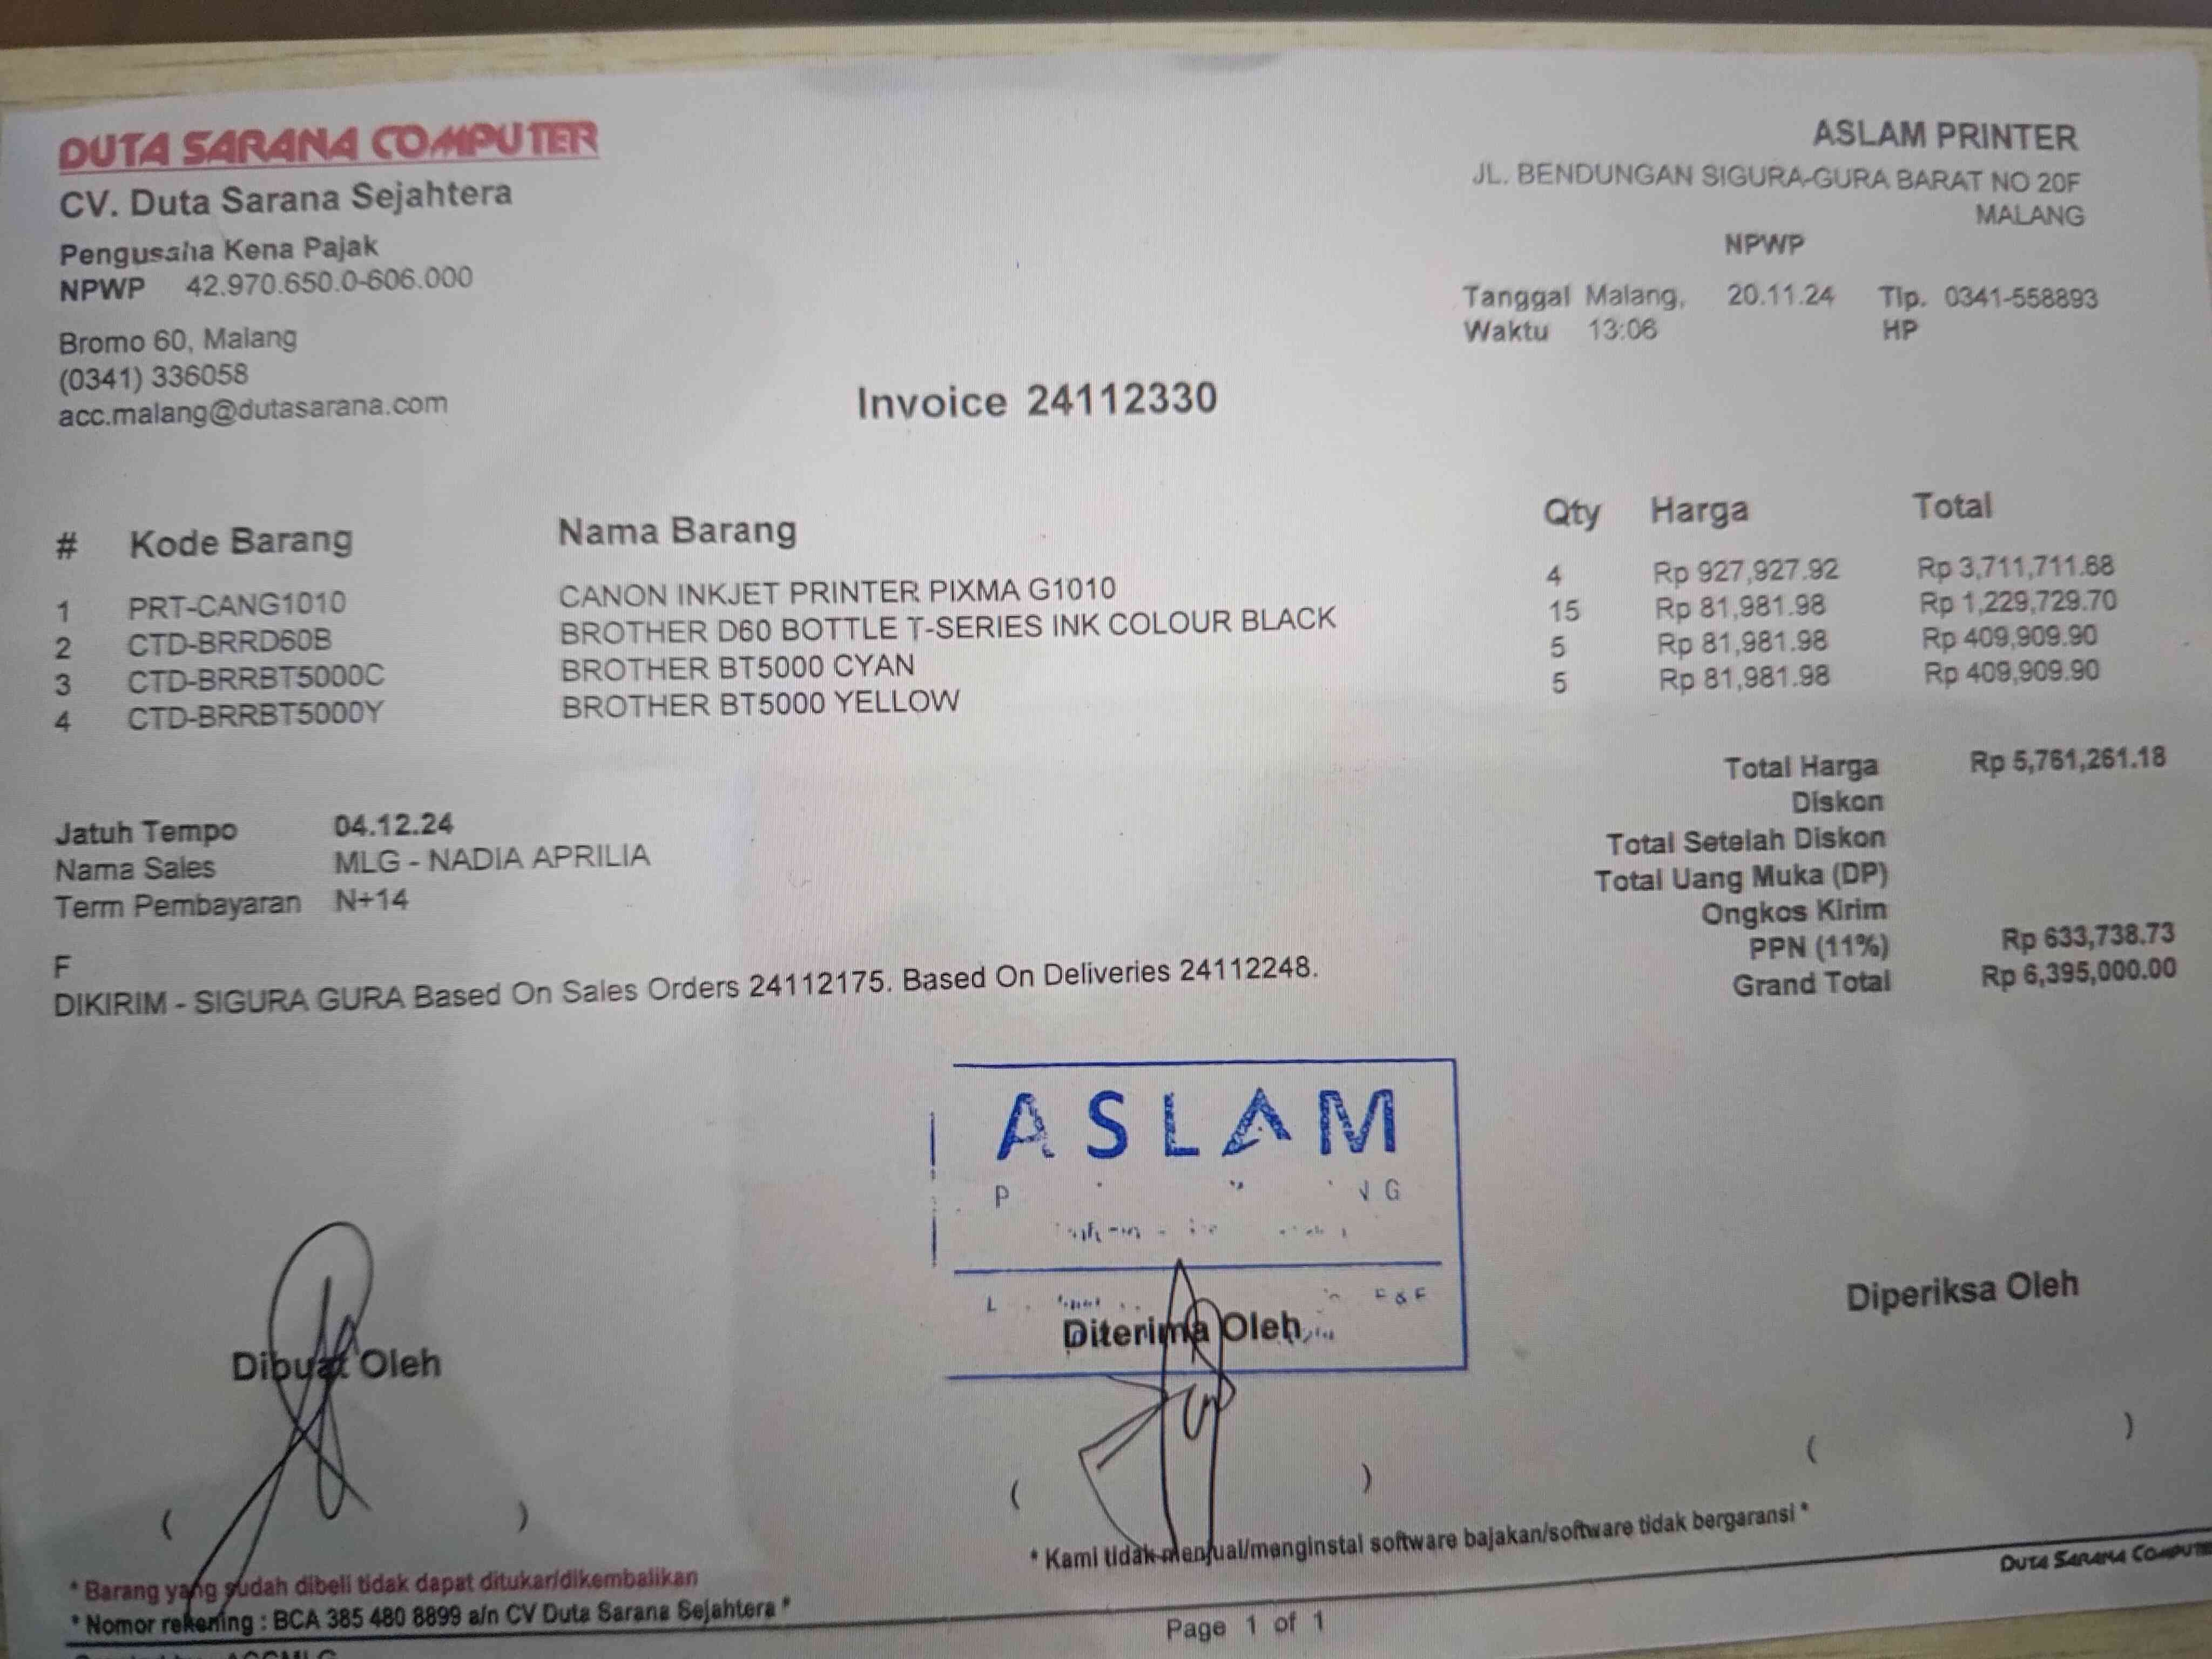 DUTA SARANA COMPUTER
CV. Duta Sarana Sejahtera
Pengusaha Kena Pajak
NPWP 42.970.650.0-606.000
Bromo 60, Malang
(0341) 336058
acc.malang@dutasarana.com
ASLAM PRINTER
JL. BENDUNGAN SIGURA-GURA BARAT NO 20F
MALANG
NPWP
Tanggal Malang, 20.11.24 Tlp. 0341-558893
Waktu 13:06 HP
Invoice 24112330
# Kode Barang Nama Barang Qty Harga Total
1 PRT-CANG1010 CANON INKJET PRINTER PIXMA G1010 4 Rp 927,927.92 Rp 3,711,711.68
2 CTD-BRRD60B BROTHER D60 BOTTLE T-SERIES INK COLOUR BLACK 15 Rp 81,981.98 Rp 1,229,729.70
3 CTD-BRRBT5000C BROTHER BT5000 CYAN 5 Rp 81,981.98 Rp 409,909.90
4 CTD-BRRBT5000Y BROTHER BT5000 YELLOW 5 Rp 81,981.98 Rp 409,909.90
Total Harga Rp 5,761,261.18
Diskon
Total Setelah Diskon
Total Uang Muka (DP)
Ongkos Kirim
PPN (11%) Rp 633,738.73
Grand Total Rp 6,395,000.00
Jatuh Tempo 04.12.24
Nama Sales MLG - NADIA APRILIA
Term Pembayaran N+14
F
DIKIRIM - SIGURA GURA Based On Sales Orders 24112175. Based On Deliveries 24112248.
ASLAM
Dibuat Oleh
Diterima Oleh
Diperiksa Oleh
( )
( )
( )
* Barang yang sudah dibeli tidak dapat ditukar/dikembalikan
* Nomor rekening : BCA 385 480 8899 a/n CV Duta Sarana Sejahtera *
* Kami tidak menjual/menginstal software bajakan/software tidak bergaransi *
DUTA SARANA COMPUTE
Page 1 of 1